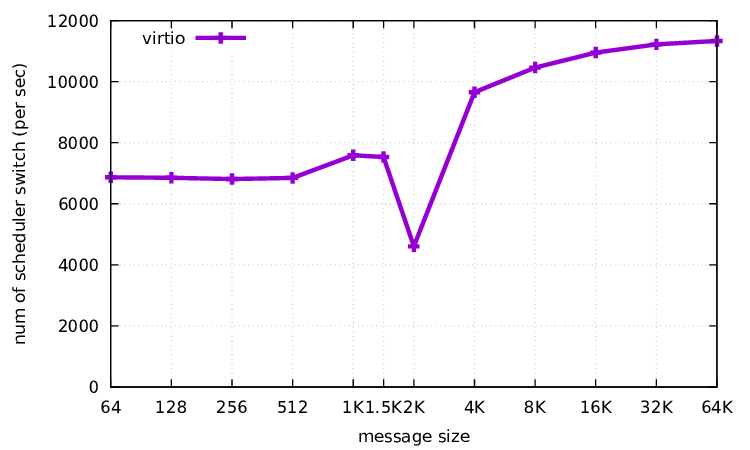 num of scheduler switch (per sec)
12000
10000
8000
6000
4000
2000
0
virtio
64 128 256 512 1K 1.5K 2K 4K 8K 16K 32K 64K
message size